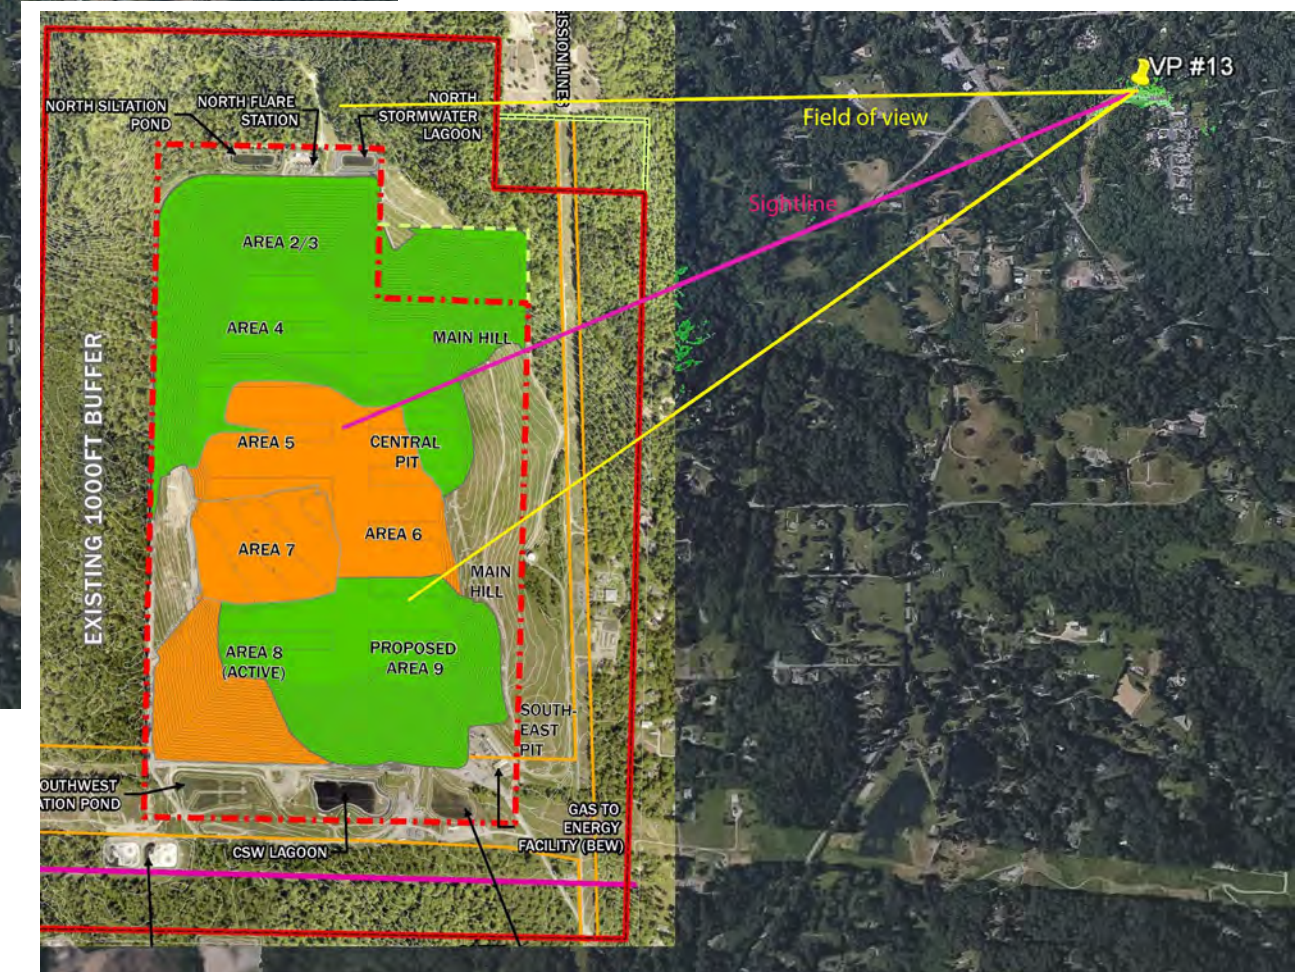 ISSION LINES
VP #13
NORTH SILTATION
POND
NORTH FLARE
STATION
NORTH
STORMWATER
LAGOON
Field of view
Sightline
AREA 2/3
AREA 4
MAIN HILL
EXISTING 1000FT BUFFER
AREA 5
CENTRAL
PIT
AREA 7
AREA 6
MAIN
HILL
AREA 8
(ACTIVE)
PROPOSED
AREA 9
SOUTH-
EAST
PIT
OUTHWEST
ATION POND
CSW LAGOON
GAS TO
ENERGY
FACILITY (BEW)